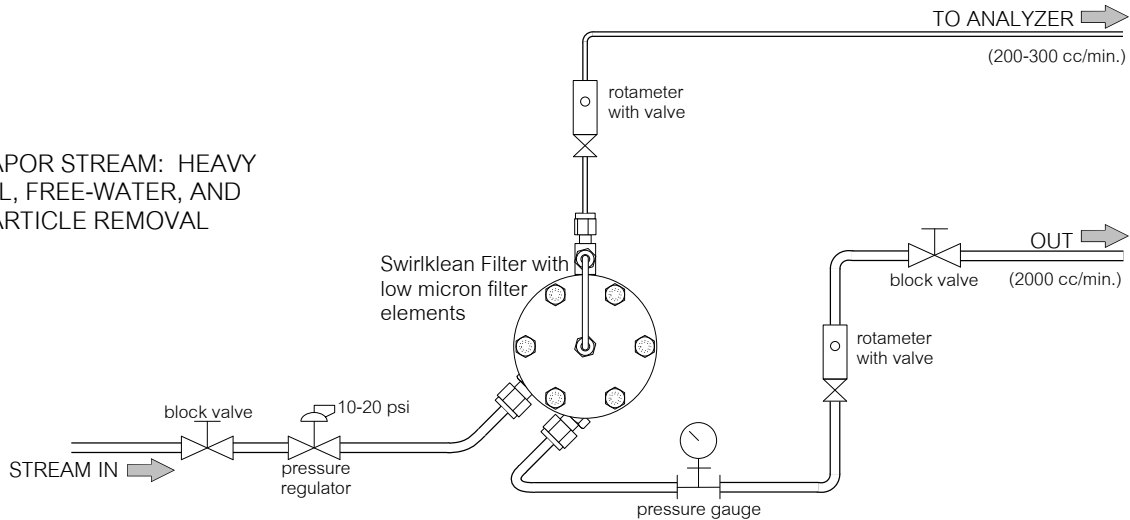 TO ANALYZER
(200-300 cc/min.)
rotameter
with valve
APOR STREAM: HEAVY
L, FREE-WATER, AND
ARTICLE REMOVAL
OUT
(2000 cc/min.)
block valve
Swirlklean Filter with
low micron filter
elements
rotameter
with valve
block valve
10-20 psi
STREAM IN
pressure
regulator
pressure gauge